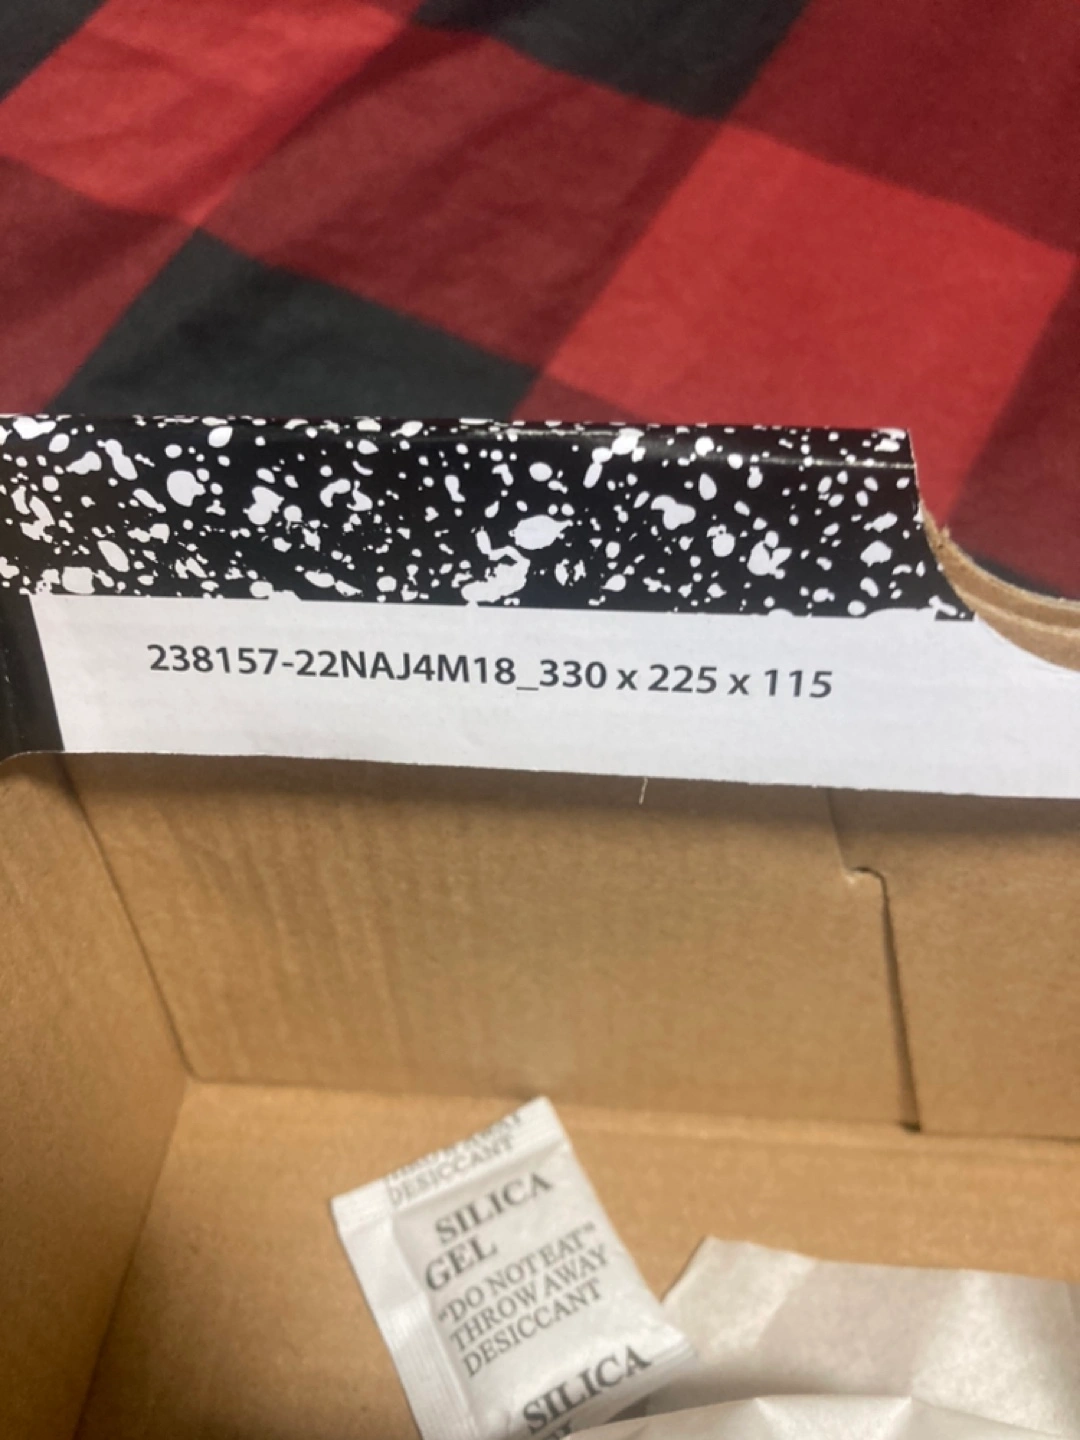 238157-22NAJ4M18_330 x 225 x 115
DESICCANT
SILICA
GEL
"DO NOT EAT"
THROW AWAY
DESICCANT
SILICA